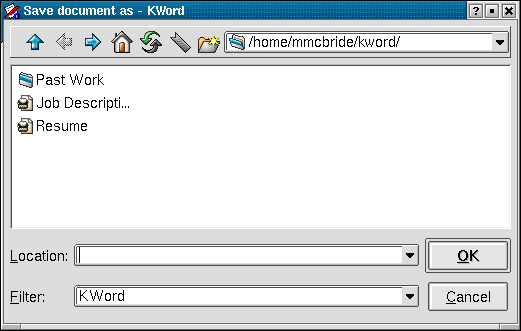 Save document as - KWord
/home/mmcbride/kword/
Past Work
Job Descripti...
Resume
Location:
OK
Filter: KWord
Cancel